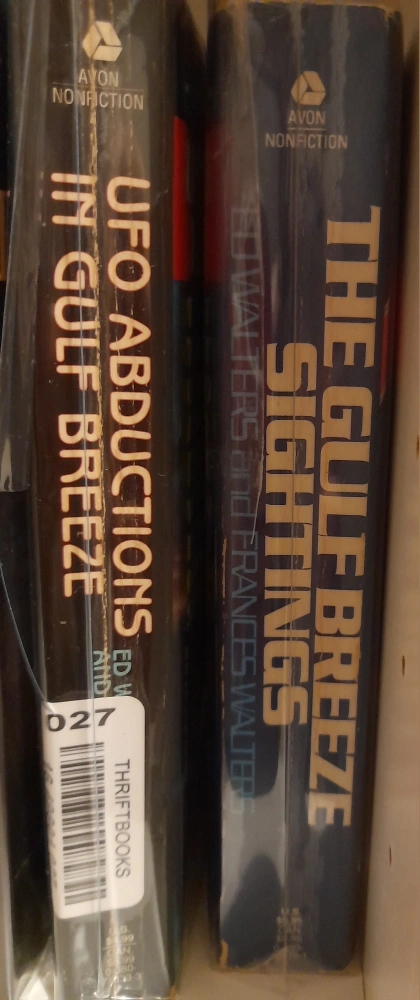 AVON
NONFICTION
UFO ABDUCTIONS
IN GULF BREEZE
ED W
AND
027
THRIFTBOOKS
AVON
NONFICTION
THE GULF BREEZE
SIGHTINGS
ED WALTERS and FRANCES WALTERS